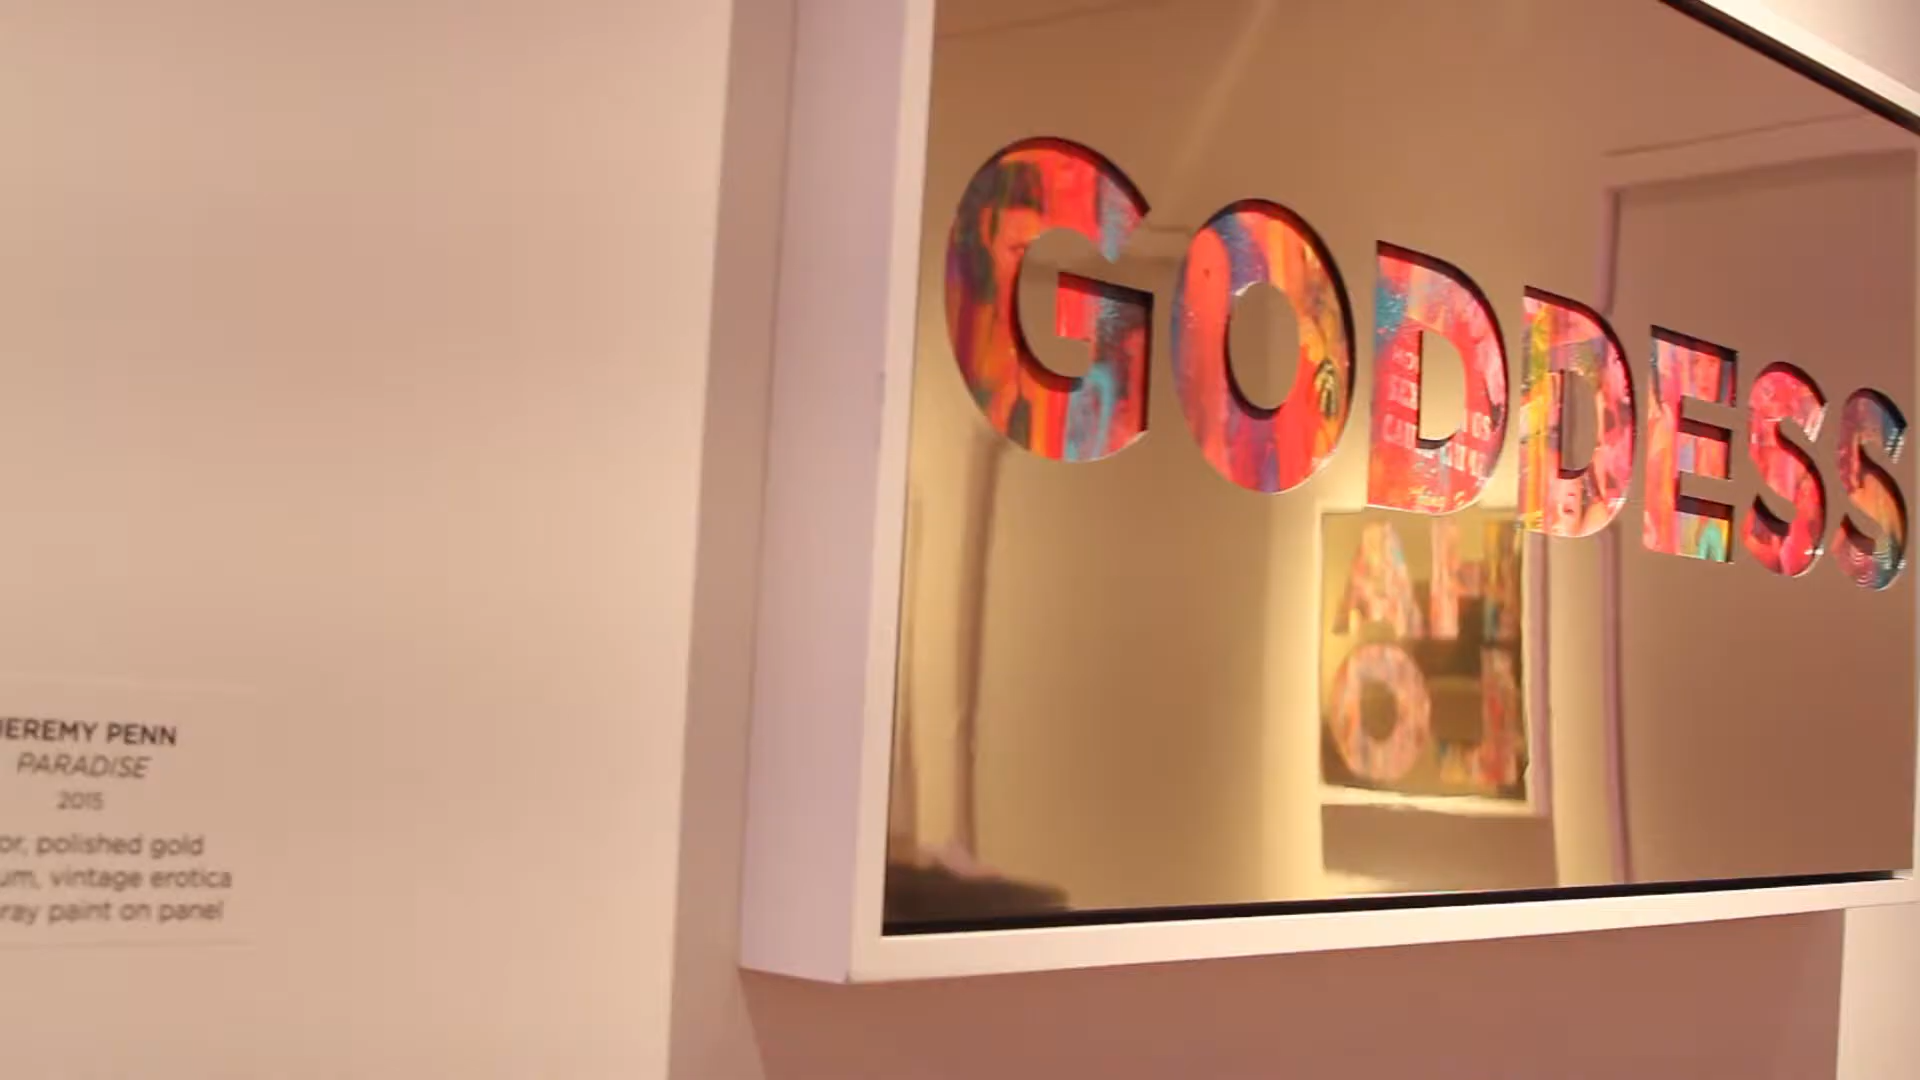 JEREMY PENN
PARADISE
2015
or, polished gold
um, vintage erotica
ray paint on panel
GODDESS